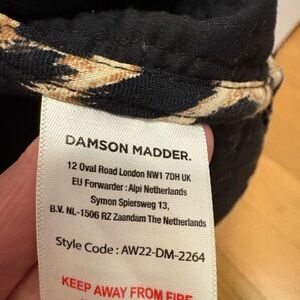 DAMSON MADDER.
12 Oval Road London NW1 7DH UK
EU Forwarder : Alpi Netherlands
Symon Spiersweg 13,
B.V. NL-1506 RZ Zaandam The Netherlands
Style Code : AW22-DM-2264
KEEP AWAY FROM FIRE